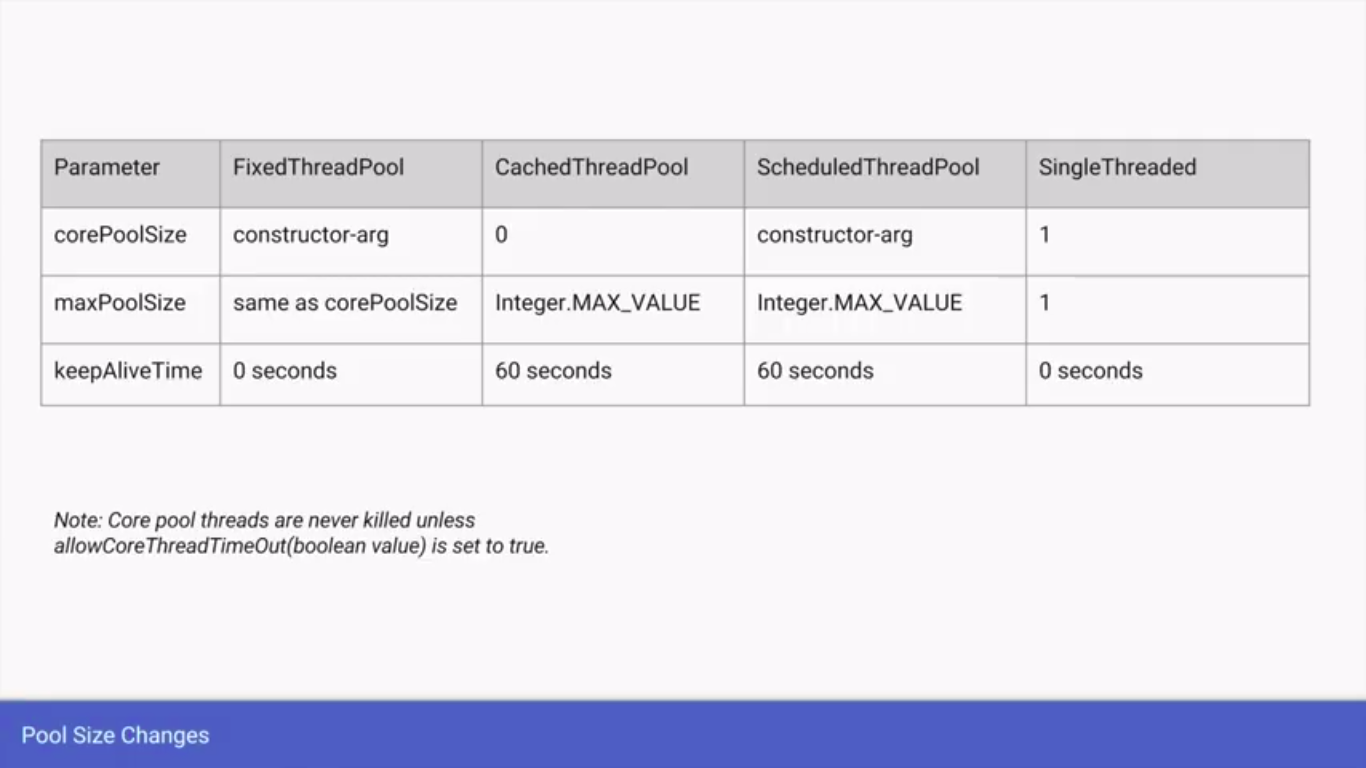 Parameter FixedThreadPool CachedThreadPool ScheduledThreadPool SingleThreaded
corePoolSize constructor-arg 0 constructor-arg 1
maxPoolSize same as corePoolSize Integer.MAX_VALUE Integer.MAX_VALUE 1
keepAliveTime 0 seconds 60 seconds 60 seconds 0 seconds
Note: Core pool threads are never killed unless
allowCoreThreadTimeOut(boolean value) is set to true.
Pool Size Changes